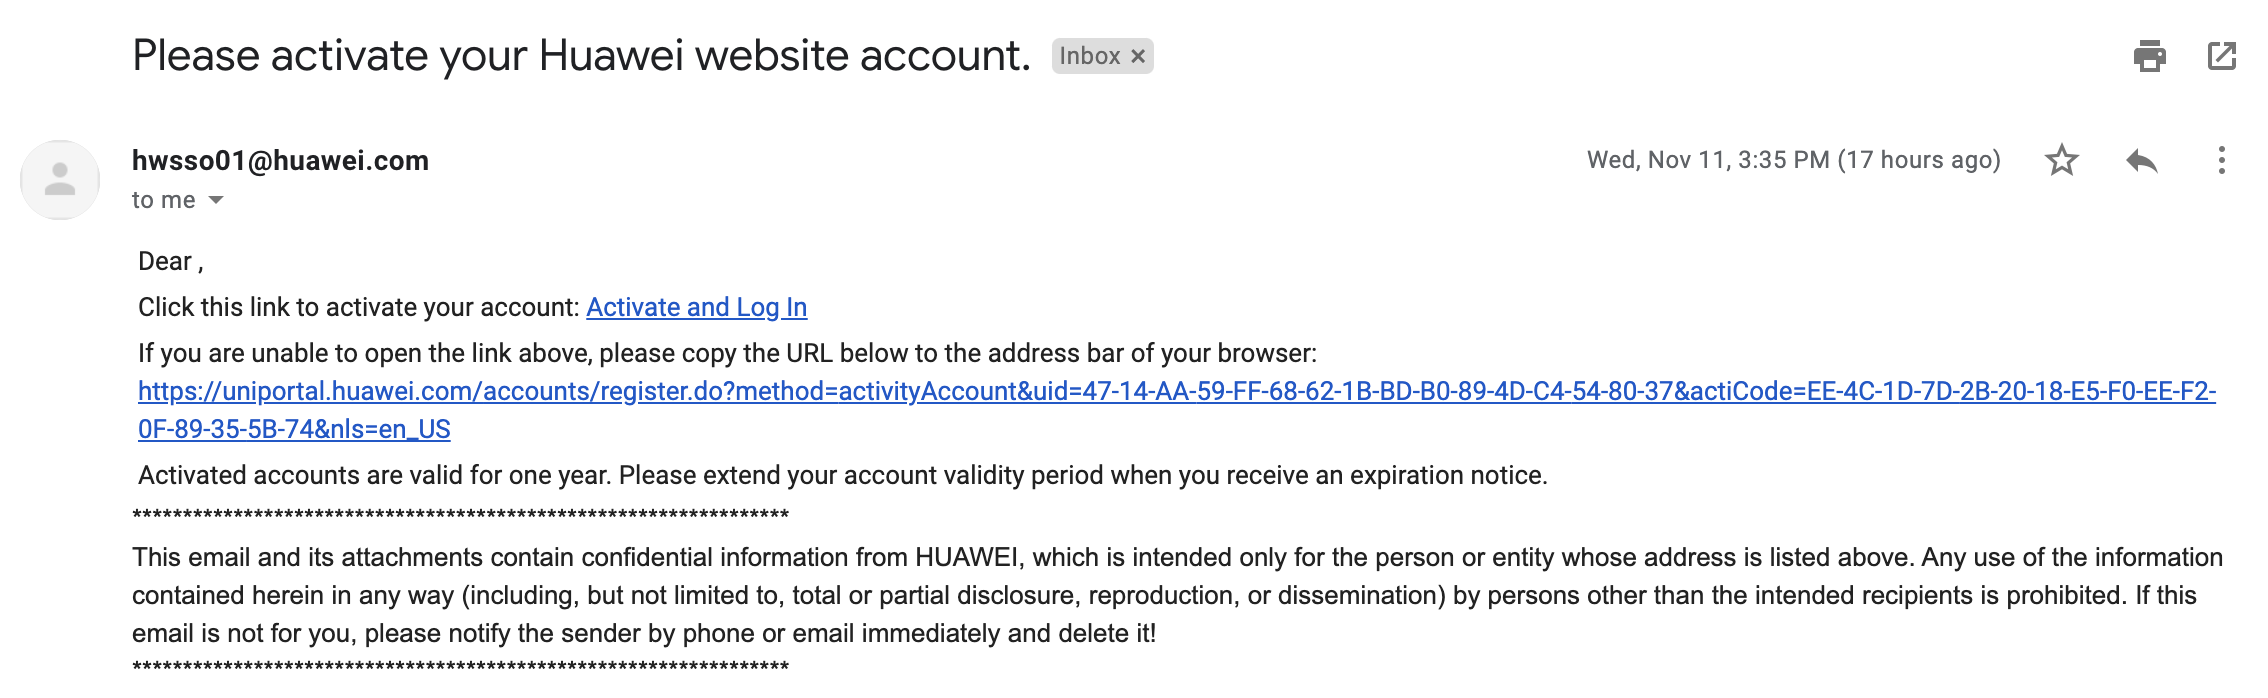 Please activate your Huawei website account. Inbox ×
hwsso01@huawei.com Wed, Nov 11, 3:35 PM (17 hours ago)
to me
Dear ,
Click this link to activate your account: Activate and Log In
If you are unable to open the link above, please copy the URL below to the address bar of your browser:
https://uniportal.huawei.com/accounts/register.do?method=activityAccount&uid=47-14-AA-59-FF-68-62-1B-BD-B0-89-4D-C4-54-80-37&actiCode=EE-4C-1D-7D-2B-20-18-E5-F0-EE-F2-
0F-89-35-5B-74&nls=en_US
Activated accounts are valid for one year. Please extend your account validity period when you receive an expiration notice.
*****************************************************************
This email and its attachments contain confidential information from HUAWEI, which is intended only for the person or entity whose address is listed above. Any use of the information
contained herein in any way (including, but not limited to, total or partial disclosure, reproduction, or dissemination) by persons other than the intended recipients is prohibited. If this
email is not for you, please notify the sender by phone or email immediately and delete it!
*****************************************************************